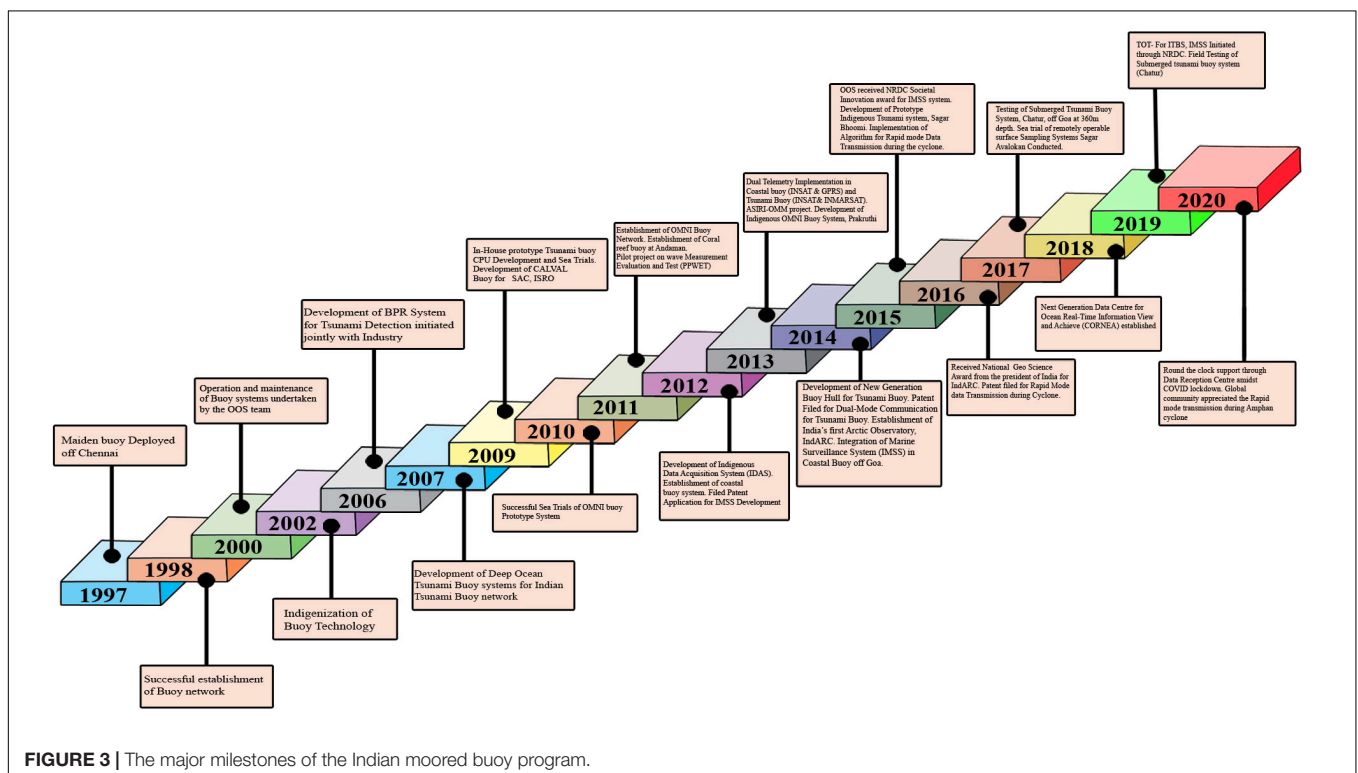 1997
Maiden buoy Deployed
off Chennai
1998
Successful establishment
of Buoy network
2000
Operation and maintenance
of Buoy systems undertaken
by the OOS team
2002
Indigenization of
Buoy Technology
2006
Development of BPR System
for Tsunami Detection initiated
jointly with Industry
2007
Development of Deep Ocean
Tsunami Buoy systems for Indian
Tsunami Buoy network
2009
In-House prototype Tsunami buoy
CPU Development and Sea Trials.
Development of CALVAL
Buoy for SAC, ISRO
2010
Successful Sea Trials of OMNI buoy
Prototype System
2011
Establishment of OMNI Buoy
Network. Establishment of Coral
reef buoy at Andaman.
Pilot project on wave Measurement
Evaluation and Test (PPWET)
2012
Development of Indigenous
Data Acquisition System (IDAS).
Establishment of coastal
buoy system. Filed Patent
Application for IMSS Development
2013
Dual Telemetry Implementation in
Coastal buoy (INSAT & GPRS) and
Tsunami Buoy (INSAT& INMARSAT).
ASIRI-OMM project. Development of
Indigenous OMNI Buoy System, Prakruthi
2014
Development of New Generation
Buoy Hull for Tsunami Buoy. Patent
Filed for Dual-Mode Communication
for Tsunami Buoy. Establishment of
India's first Arctic Observatory,
IndARC. Integration of Marine
Surveillance System (IMSS) in
Coastal Buoy off Goa.
2015
OOS received NRDC Societal
Innovation award for IMSS system.
Development of Prototype
Indigenous Tsunami system, Sagar
Bhoomi. Implementation of
Algorithm for Rapid mode Data
Transmission during the cyclone.
2016
Received National Geo Science
Award from the president of India for
IndARC. Patent filed for Rapid Mode
data Transmission during Cyclone.
2017
Testing of Submerged Tsunami Buoy
System, Chatur, off Goa at 360m
depth. Sea trial of remotely operable
surface Sampling Systems Sagar
Avalokan Conducted.
2018
Next Generation Data Centre for
Ocean Real-Time Information View
and Achieve (CORNEA) established
2019
TOT- For ITBS, IMSS Initiated
through NRDC. Field Testing of
Submerged tsunami buoy system
(Chatur)
2020
Round the clock support through
Data Reception Centre amidst
COVID lockdown. Global
community appreciated the Rapid
mode transmission during Amphan
cyclone
FIGURE 3 | The major milestones of the Indian moored buoy program.